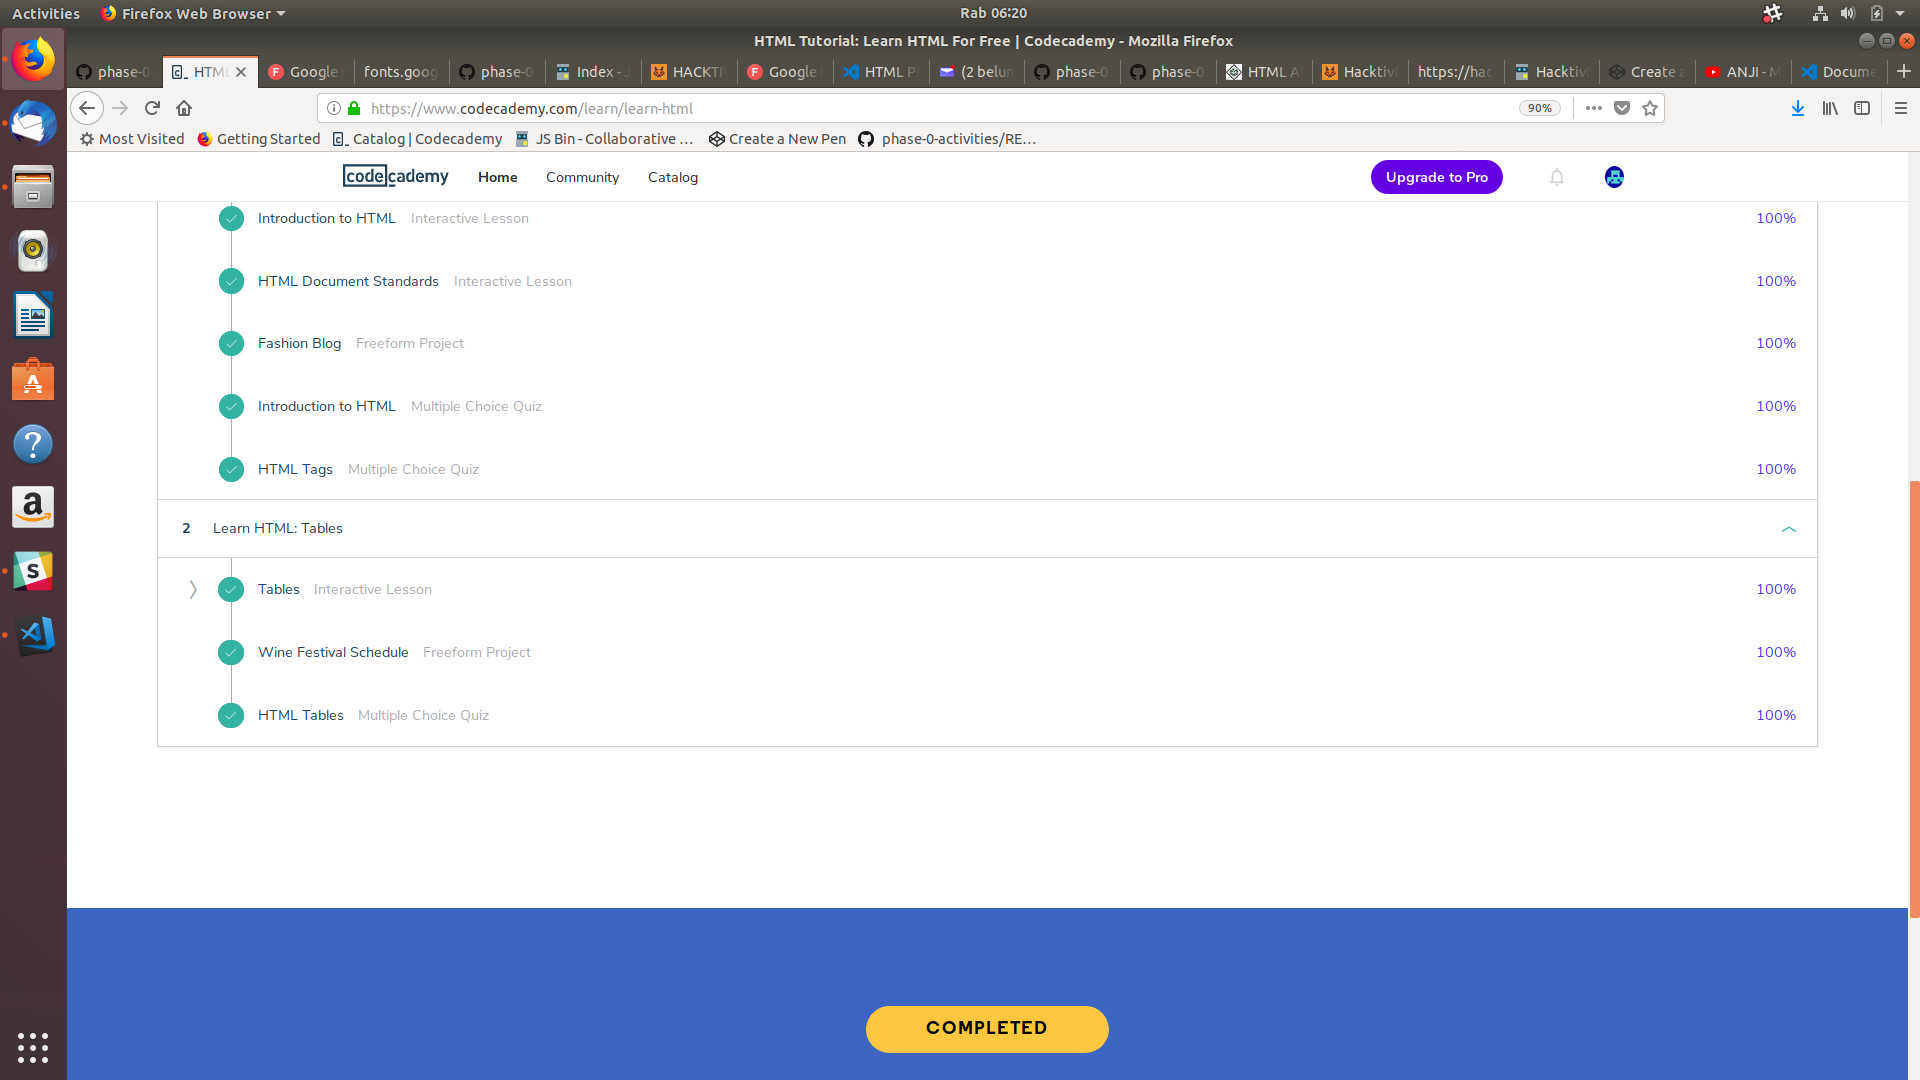 Activities Firefox Web Browser Rab 06:20
HTML Tutorial: Learn HTML For Free | Codecademy - Mozilla Firefox
phase-0 HTML Google fonts.goog phase-0 Index - HACKTI Google HTML P (2 belum phase-0 phase-0 HTML A Hacktiv https://hac Hacktiv Create a ANJI - M Docume
https://www.codecademy.com/learn/learn-html 90%
Most Visited Getting Started Catalog | Codecademy JS Bin - Collaborative ... Create a New Pen phase-0-activities/RE...
codecademy Home Community Catalog Upgrade to Pro
Introduction to HTML Interactive Lesson 100%
HTML Document Standards Interactive Lesson 100%
Fashion Blog Freeform Project 100%
Introduction to HTML Multiple Choice Quiz 100%
HTML Tags Multiple Choice Quiz 100%
2 Learn HTML: Tables
Tables Interactive Lesson 100%
Wine Festival Schedule Freeform Project 100%
HTML Tables Multiple Choice Quiz 100%
COMPLETED